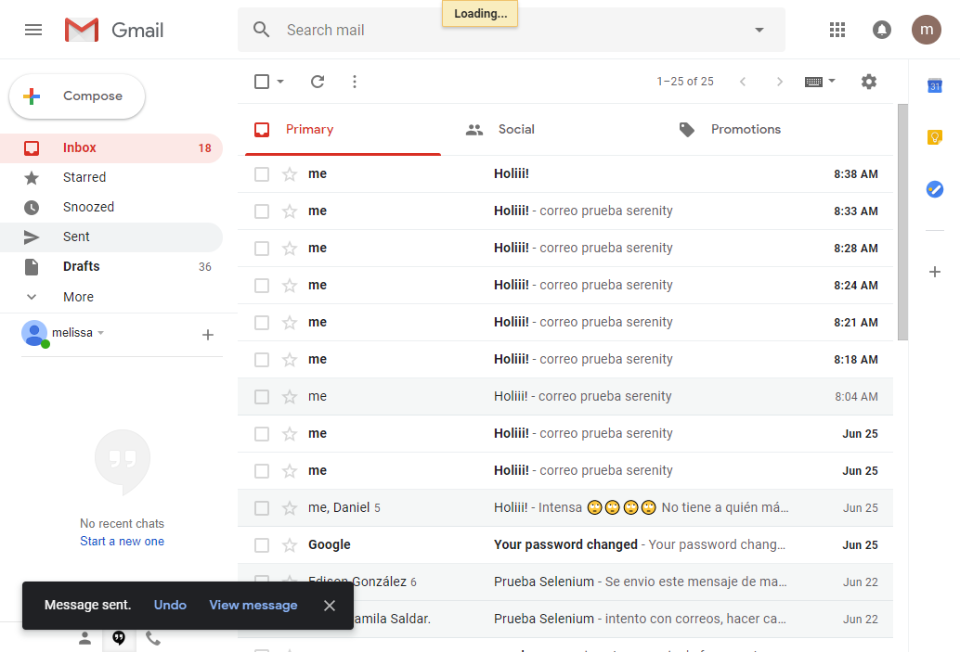 Loading...
Gmail
Search mail
m
Compose
1–25 of 25
31
Primary
Social
Promotions
Inbox 18
Starred
Snoozed
Sent
Drafts 36
More
melissa
No recent chats
Start a new one
me Holiii! 8:38 AM
me Holiii! - correo prueba serenity 8:33 AM
me Holiii! - correo prueba serenity 8:28 AM
me Holiii! - correo prueba serenity 8:24 AM
me Holiii! - correo prueba serenity 8:21 AM
me Holiii! - correo prueba serenity 8:18 AM
me Holiii! - correo prueba serenity 8:04 AM
me Holiii! - correo prueba serenity Jun 25
me Holiii! - correo prueba serenity Jun 25
me, Daniel 5 Holiii! - Intensa 🙄🙄🙄🙄 No tiene a quién má... Jun 25
Google Your password changed - Your password chang... Jun 25
Edison González 6 Prueba Selenium - Se envio este mensaje de ma... Jun 22
amila Saldar. Prueba Selenium - intento con correos, hacer ca... Jun 22
Message sent. Undo View message